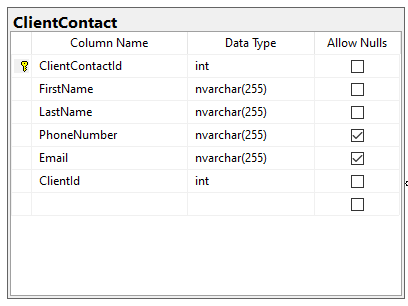 ClientContact
Column Name Data Type Allow Nulls
ClientContactId int
FirstName nvarchar(255)
LastName nvarchar(255)
PhoneNumber nvarchar(255)
Email nvarchar(255)
ClientId int